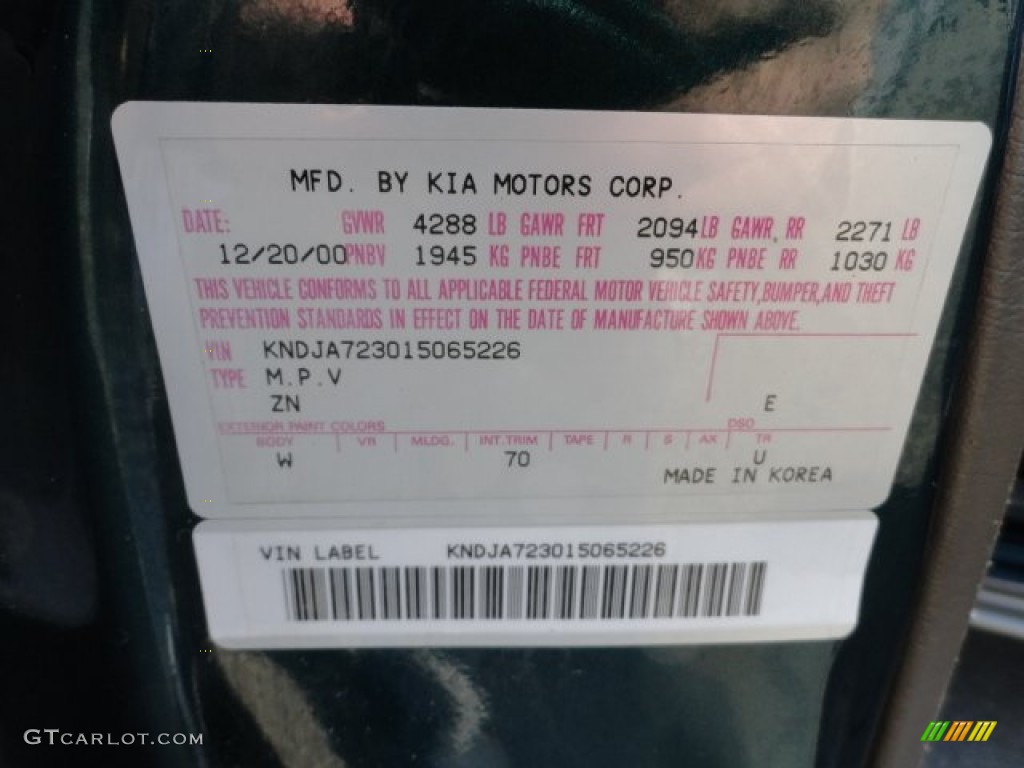 MFD. BY KIA MOTORS CORP.
DATE: GVWR 4288 LB GAWR FRT 2094 LB GAWR, RR 2271 LB
12/20/00 PNBV 1945 KG PNBE FRT 950 KG PNBE RR 1030 KG
THIS VEHICLE CONFORMS TO ALL APPLICABLE FEDERAL MOTOR VEHICLE SAFETY, BUMPER, AND THEFT
PREVENTION STANDARDS IN EFFECT ON THE DATE OF MANUFACTURE SHOWN ABOVE.
VIN KNDJA723015065226
TYPE M.P.V
ZN E
EXTERIOR PAINT COLORS DSO
BODY VR MLDG. INT.TRIM TAPE R S AX TR
W 70 U
MADE IN KOREA
VIN LABEL KNDJA723015065226
GTCARLOT.COM